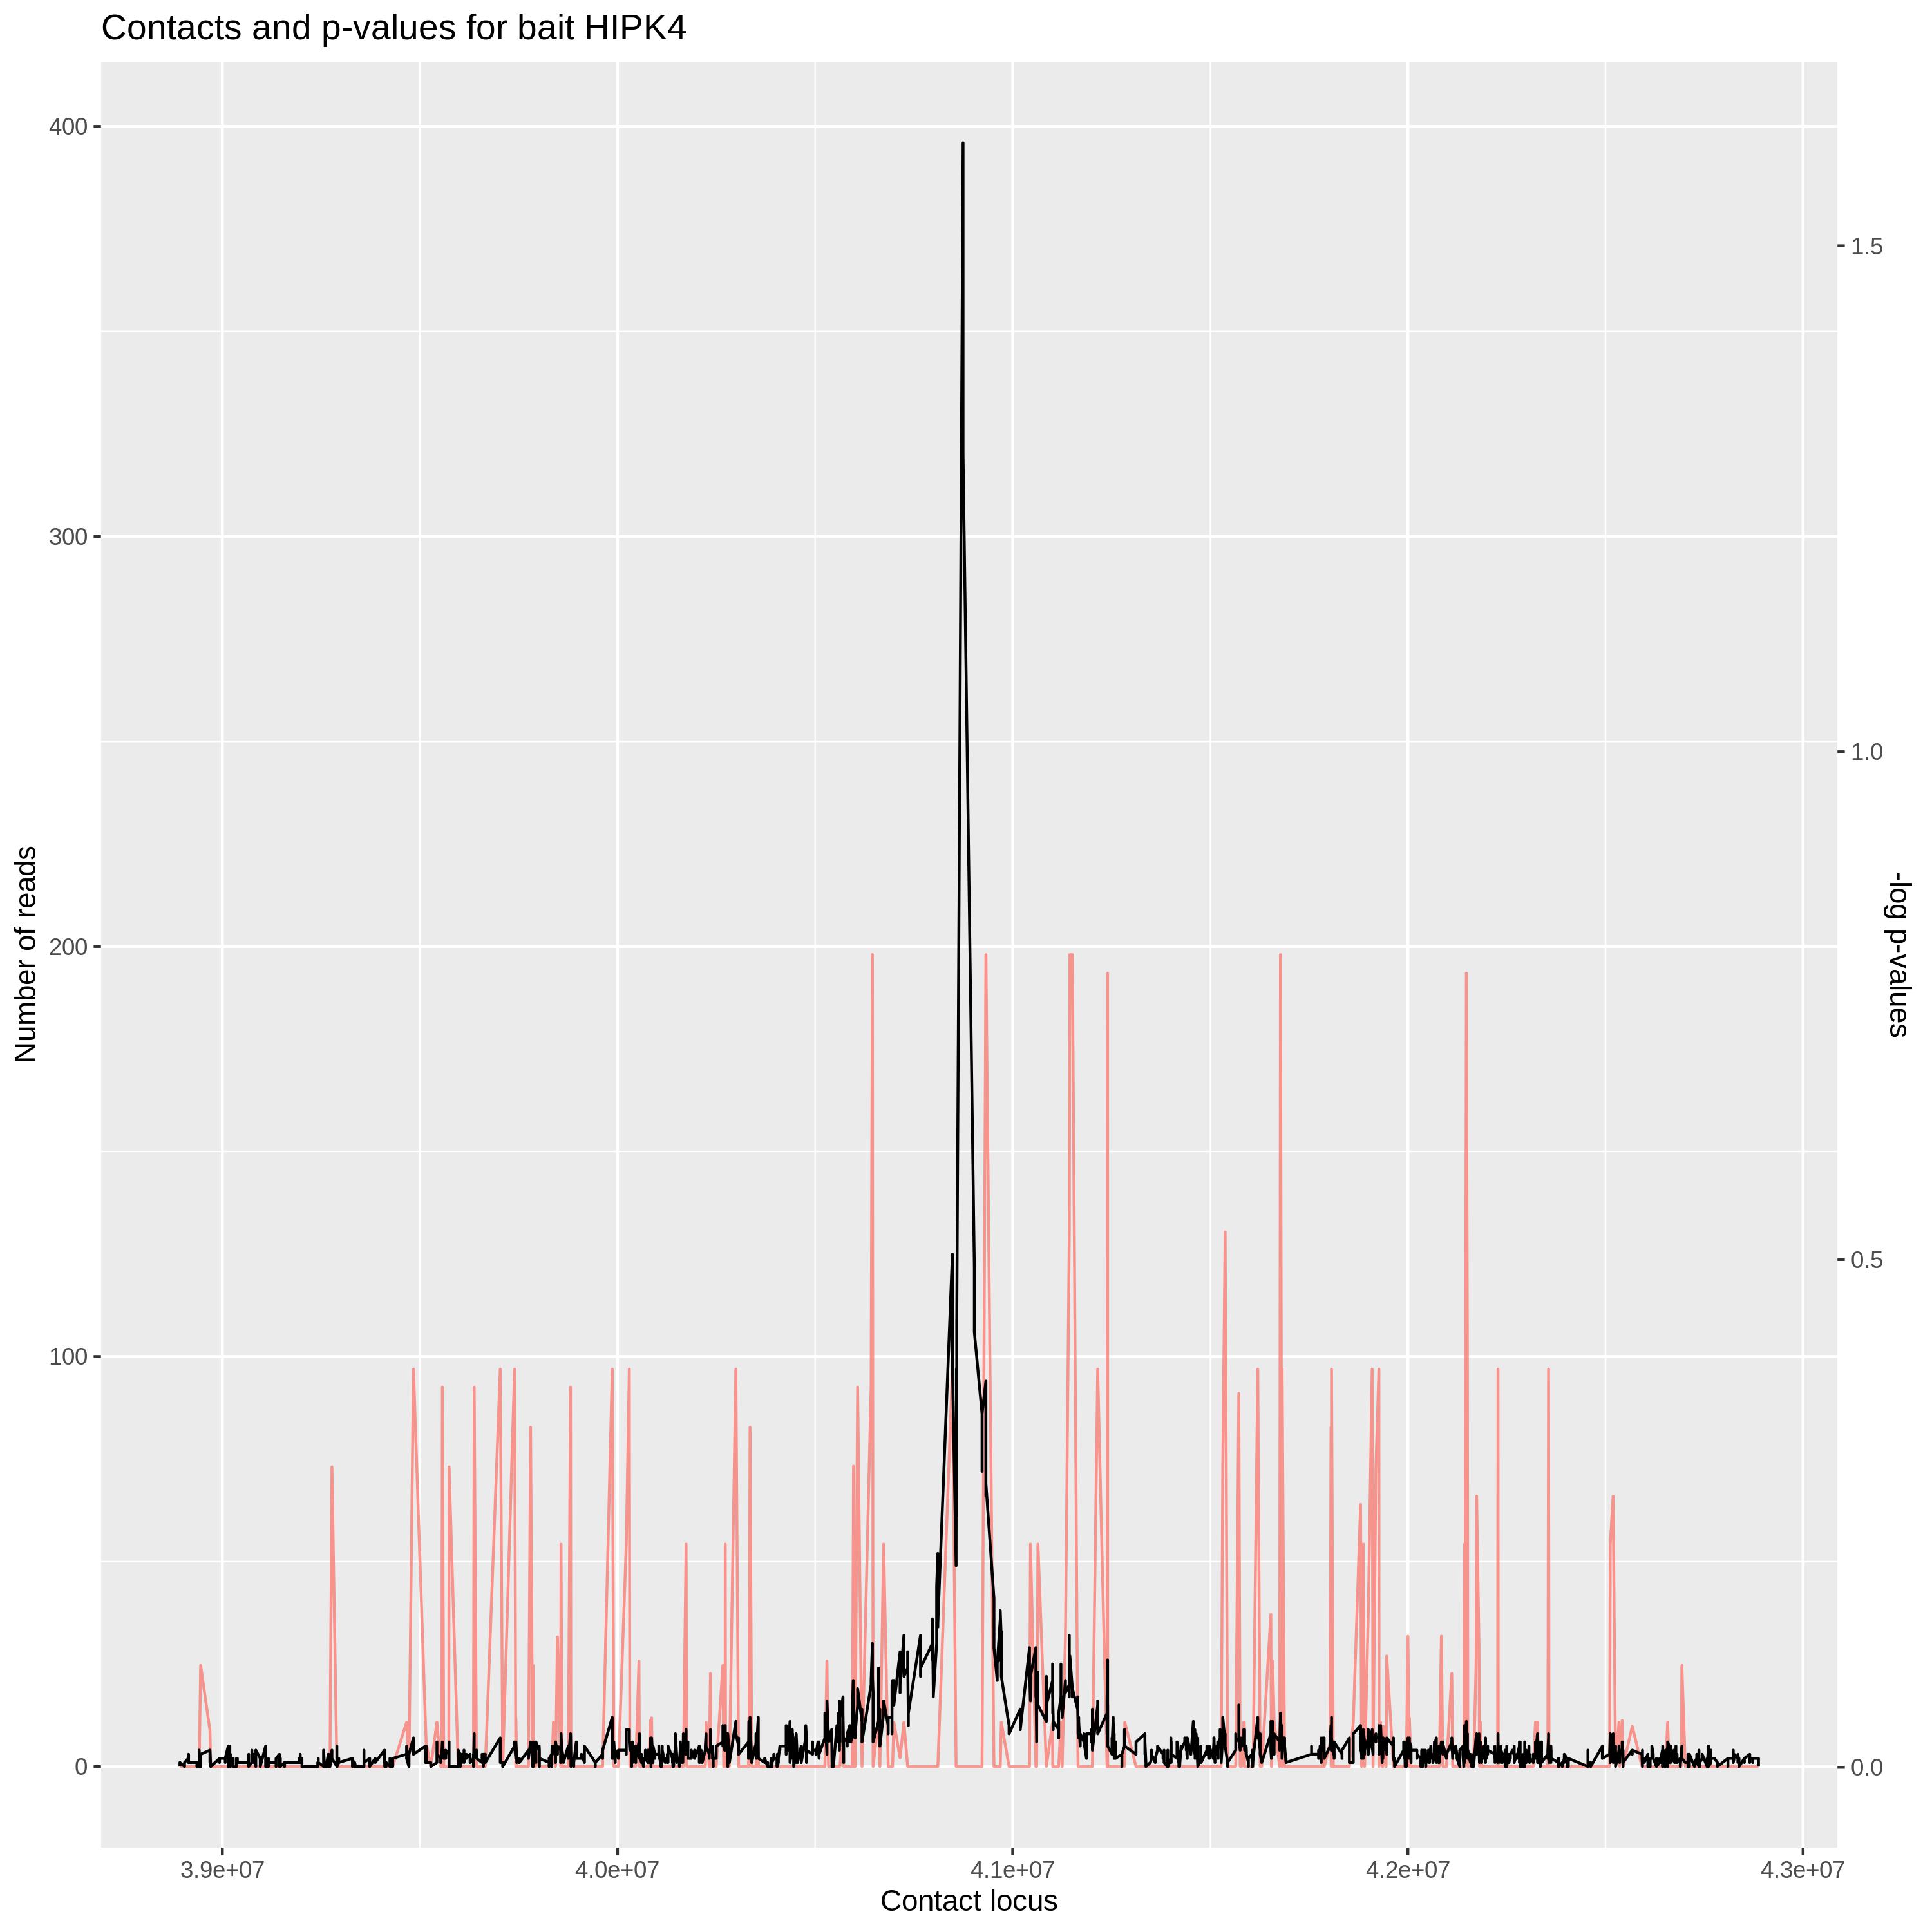 Contacts and p-values for bait HIPK4
400
300
200
100
0
Number of reads
1.5
1.0
0.5
0.0
-log p-values
3.9e+07
4.0e+07
4.1e+07
4.2e+07
4.3e+07
Contact locus